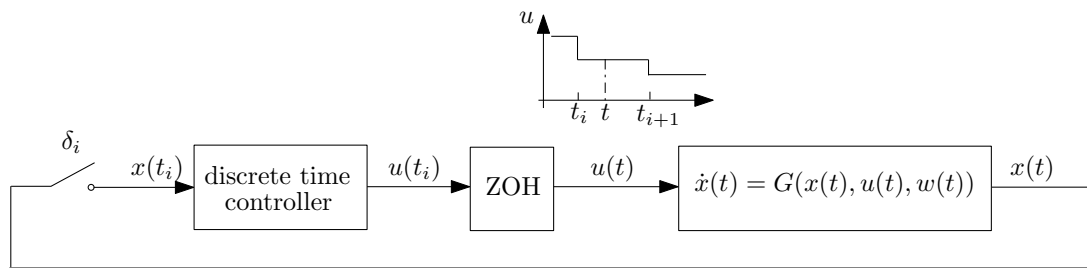 u
t_i t t_{i+1}
δ_i
x(t_i)
discrete time
controller
u(t_i)
ZOH
u(t)
ẋ(t) = G(x(t), u(t), w(t))
x(t)